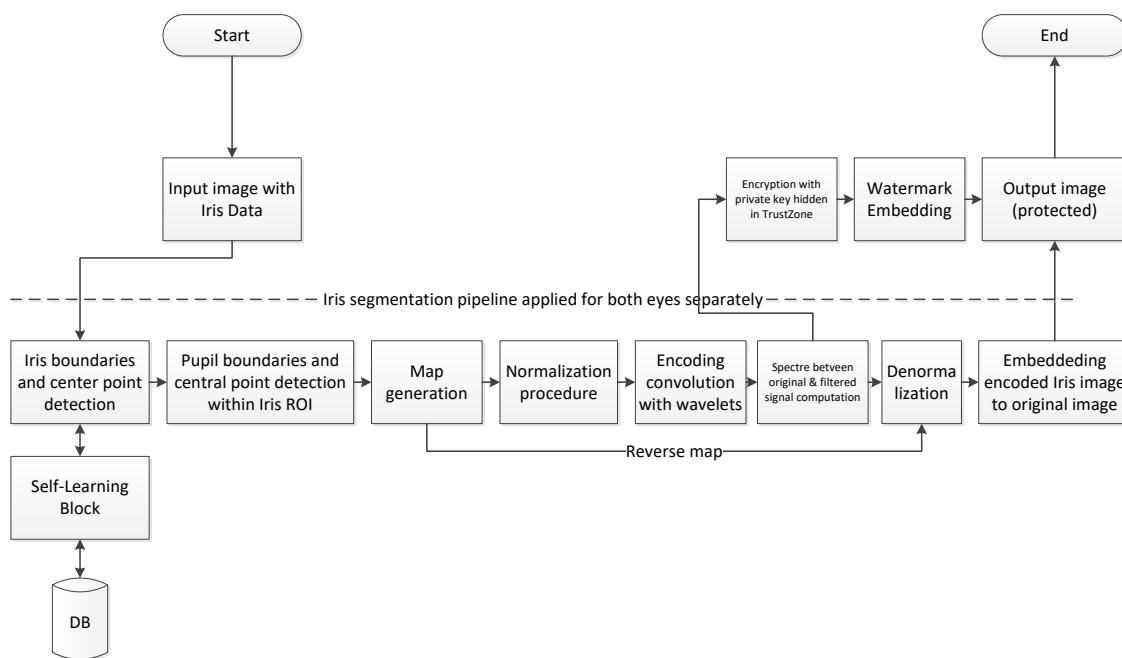 Start
End
Input image with
Iris Data
Encryption with
private key hidden
in TrustZone
Watermark
Embedding
Output image
(protected)
Iris segmentation pipeline applied for both eyes separately
Iris boundaries
and center point
detection
Pupil boundaries and
central point detection
within Iris ROI
Map
generation
Normalization
procedure
Encoding
convolution
with wavelets
Spectre between
original & filtered
signal computation
Denorma
lization
Embeddeding
encoded Iris image
to original image
Reverse map
Self-Learning
Block
DB